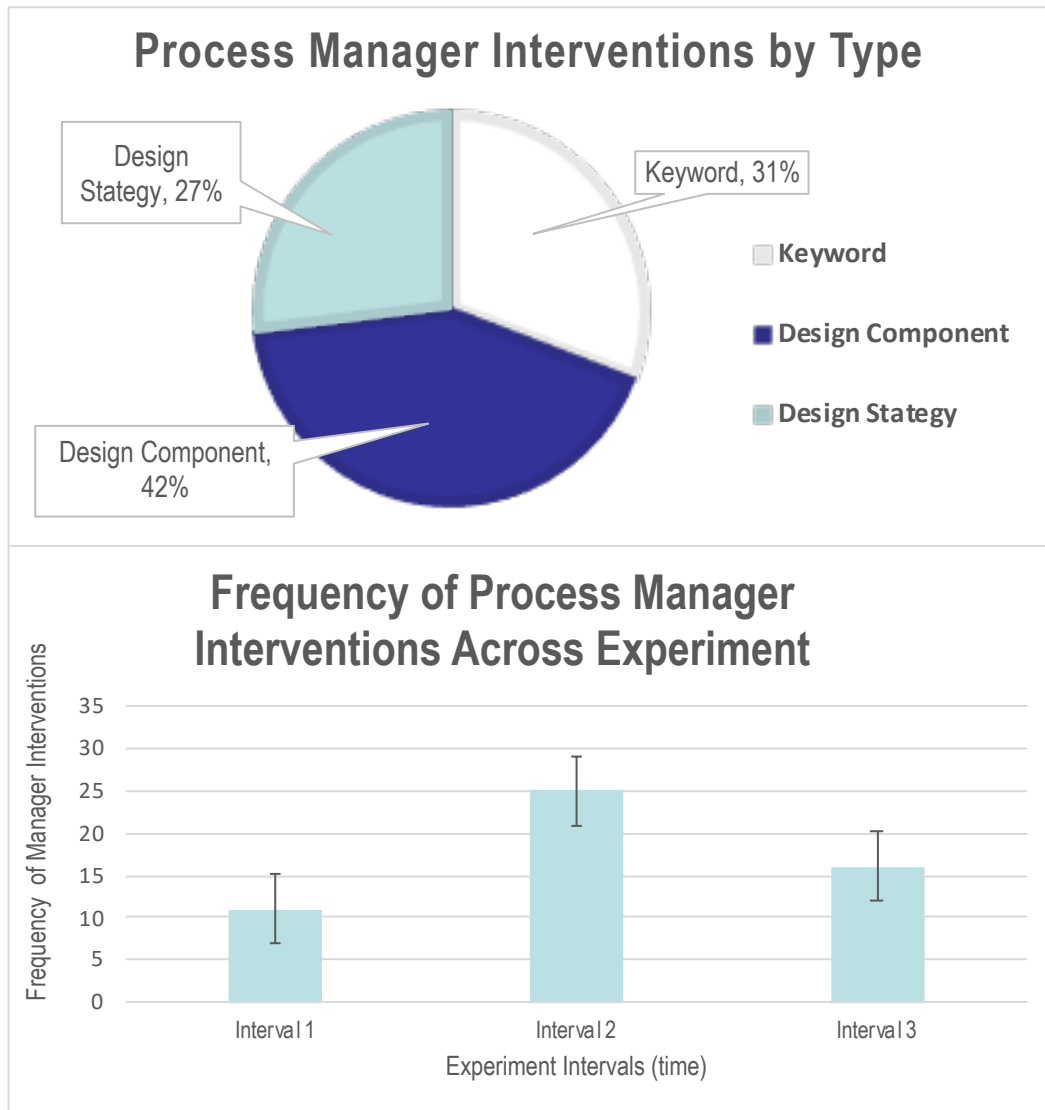 Process Manager Interventions by Type
Design
Stategy, 27%
Keyword, 31%
Keyword
Design Component
Design Stategy
Design Component,
42%
Frequency of Process Manager
Interventions Across Experiment
Frequency of Manager Interventions
35
30
25
20
15
10
5
0
Interval 1
Interval 2
Interval 3
Experiment Intervals (time)